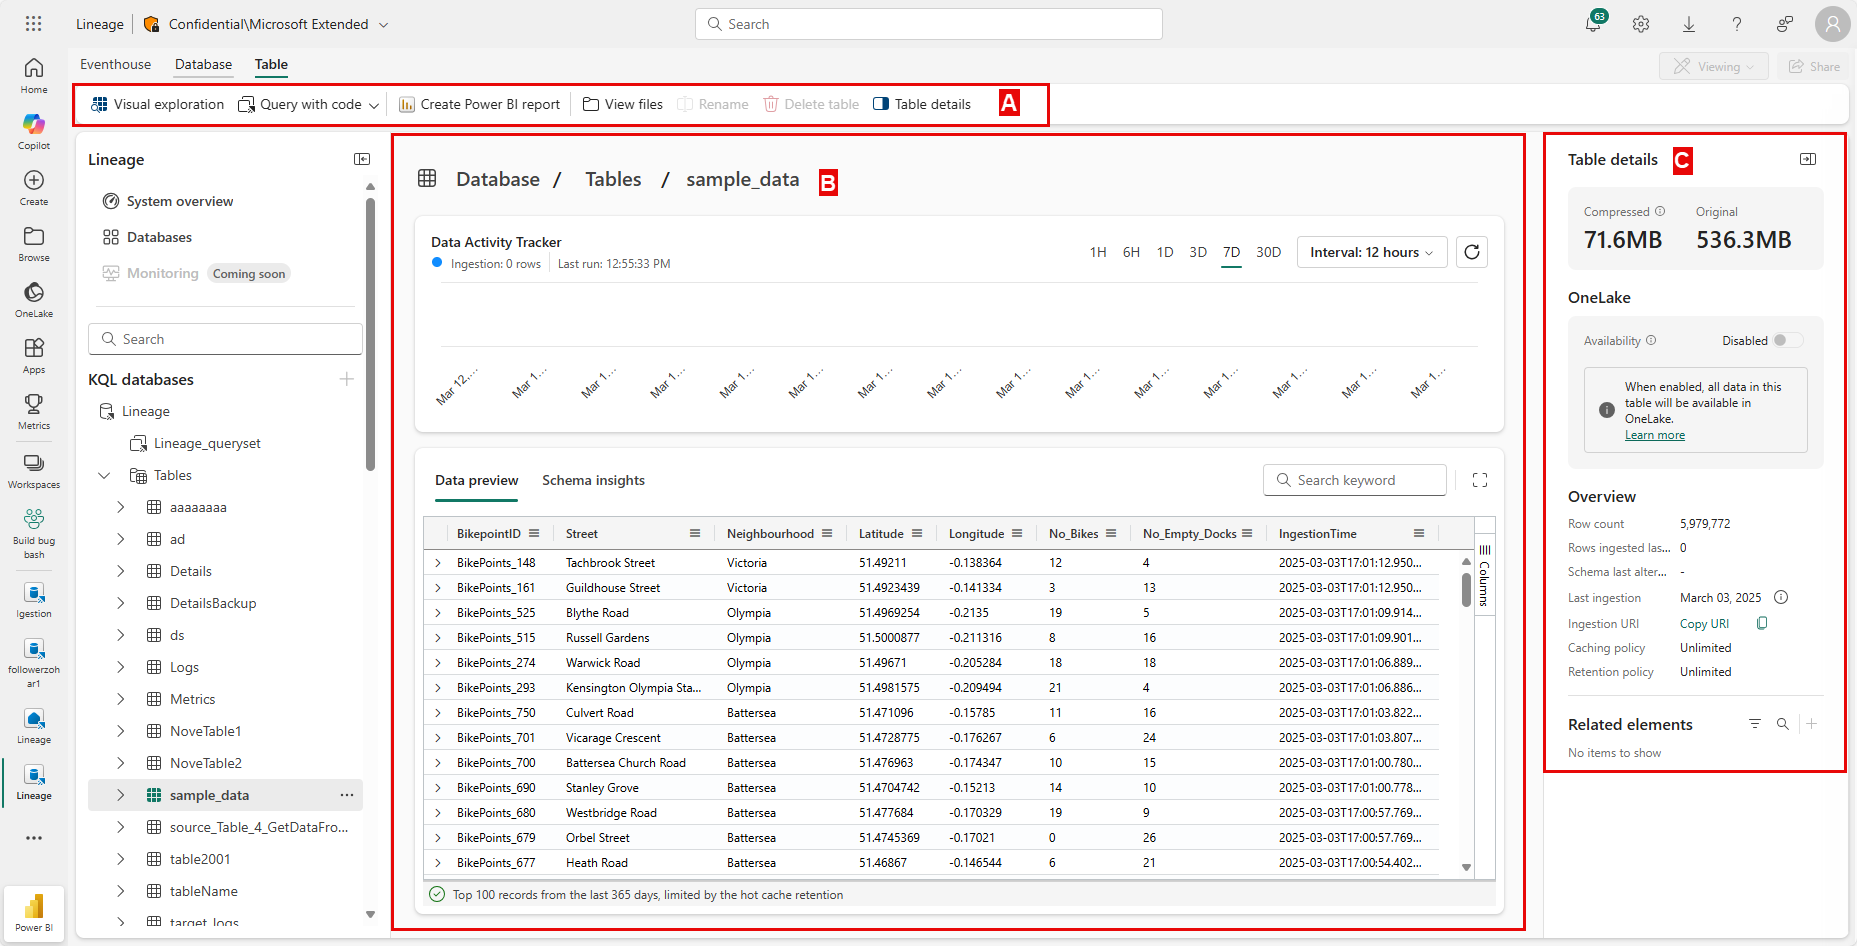 Lineage
Confidential\Microsoft Extended
Search
63
Eventhouse Database Table
Viewing
Share
Visual exploration Query with code Create Power BI report View files Rename Delete table Table details A
Home
Copilot
Create
Browse
OneLake
Apps
Metrics
Workspaces
Build bug
bash
Igestion
followerzoh
ar1
Lineage
Lineage
Power BI
Lineage
System overview
Databases
Monitoring Coming soon
Search
KQL databases
Lineage
Lineage_queryset
Tables
aaaaaaaa
ad
Details
DetailsBackup
ds
Logs
Metrics
NoveTable1
NoveTable2
sample_data
source_Table_4_GetDataFro...
table2001
tableName
target_logs
Database / Tables / sample_data B
Data Activity Tracker
Ingestion: 0 rows Last run: 12:55:33 PM
1H 6H 1D 3D 7D 30D Interval: 12 hours
Mar 12,... Mar 1... Mar 1... Mar 1... Mar 1... Mar 1... Mar 1... Mar 1... Mar 1... Mar 1... Mar 1... Mar 1... Mar 1... Mar 1... Mar 1...
Data preview Schema insights
Search keyword
BikepointID Street Neighbourhood Latitude Longitude No_Bikes No_Empty_Docks IngestionTime
BikePoints_148 Tachbrook Street Victoria 51.49211 -0.138364 12 4 2025-03-03T17:01:12.950...
BikePoints_161 Guildhouse Street Victoria 51.4923439 -0.141334 3 13 2025-03-03T17:01:12.950...
BikePoints_525 Blythe Road Olympia 51.4969254 -0.2135 19 5 2025-03-03T17:01:09.914...
BikePoints_515 Russell Gardens Olympia 51.5000877 -0.211316 8 16 2025-03-03T17:01:09.901...
BikePoints_274 Warwick Road Olympia 51.49671 -0.205284 18 18 2025-03-03T17:01:06.889...
BikePoints_293 Kensington Olympia Sta... Olympia 51.4981575 -0.209494 21 4 2025-03-03T17:01:06.886...
BikePoints_750 Culvert Road Battersea 51.471096 -0.15785 11 16 2025-03-03T17:01:03.822...
BikePoints_701 Vicarage Crescent Battersea 51.4728775 -0.176267 6 24 2025-03-03T17:01:03.807...
BikePoints_700 Battersea Church Road Battersea 51.476963 -0.174347 10 15 2025-03-03T17:01:00.780...
BikePoints_690 Stanley Grove Battersea 51.4704742 -0.15213 14 10 2025-03-03T17:01:00.778...
BikePoints_680 Westbridge Road Battersea 51.477684 -0.170329 19 9 2025-03-03T17:00:57.769...
BikePoints_679 Orbel Street Battersea 51.4745369 -0.17021 0 26 2025-03-03T17:00:57.769...
BikePoints_677 Heath Road Battersea 51.46867 -0.146544 6 21 2025-03-03T17:00:54.402...
Columns
Top 100 records from the last 365 days, limited by the hot cache retention
Table details C
Compressed Original
71.6MB 536.3MB
OneLake
Availability Disabled
When enabled, all data in this
table will be available in
OneLake.
Learn more
Overview
Row count 5,979,772
Rows ingested las... 0
Schema last alter... -
Last ingestion March 03, 2025
Ingestion URI Copy URI
Caching policy Unlimited
Retention policy Unlimited
Related elements
No items to show